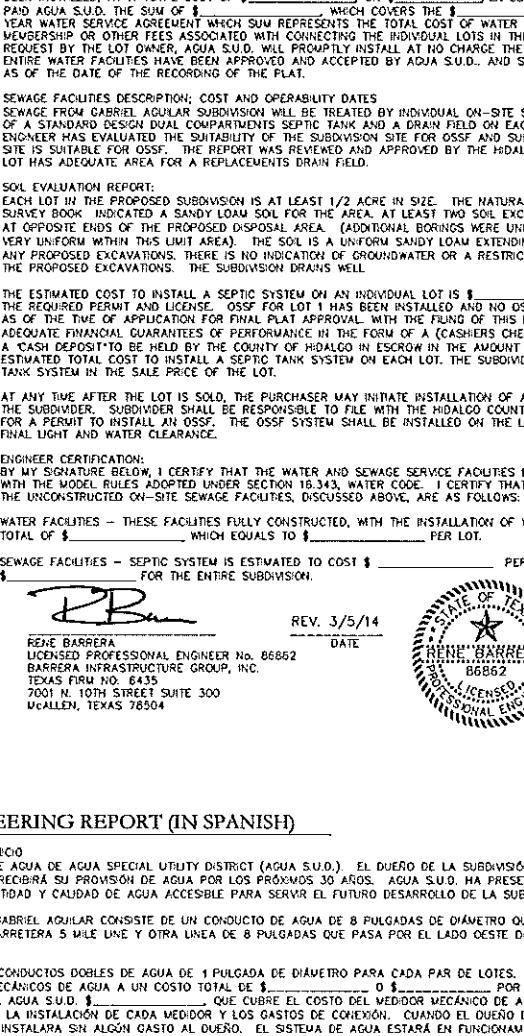 PAID AGUA S.U.D. THE SUM OF $____________, WHICH COVERS THE $____
YEAR WATER SERVICE AGREEMENT WHICH SUM REPRESENTS THE TOTAL COST OF WATER
MEMBERSHIP OR OTHER FEES ASSOCIATED WITH CONNECTING THE INDIVIDUAL LOTS IN THE
REQUEST BY THE LOT OWNER, AGUA S.U.D. WILL PROMPTLY INSTALL AT NO CHARGE THE
ENTIRE WATER FACILITIES HAVE BEEN APPROVED AND ACCEPTED BY AGUA S.U.D., AND S
AS OF THE DATE OF THE RECORDING OF THE PLAT.
SEWAGE FACILITIES DESCRIPTION; COST AND OPERABILITY DATES
SEWAGE FROM GABRIEL AGUILAR SUBDIVISION WILL BE TREATED BY INDIVIDUAL ON-SITE S
OF A STANDARD DESIGN DUAL COMPARTMENTS SEPTIC TANK AND A DRAIN FIELD ON EAC
ENGINEER HAS EVALUATED THE SUITABILITY OF THE SUBDIVISION SITE FOR OSSF AND SU
SITE IS SUITABLE FOR OSSF. THE REPORT WAS REVIEWED AND APPROVED BY THE HIDAL
LOT HAS ADEQUATE AREA FOR A REPLACEMENTS DRAIN FIELD.
SOIL EVALUATION REPORT:
EACH LOT IN THE PROPOSED SUBDIVISION IS AT LEAST 1/2 ACRE IN SIZE. THE NATURA
SURVEY BOOK INDICATED A SANDY LOAM SOIL FOR THE AREA. AT LEAST TWO SOIL EXC
AT OPPOSITE ENDS OF THE PROPOSED DISPOSAL AREA. (ADDITIONAL BORINGS WERE UN
VERY UNIFORM WITHIN THIS LIMIT AREA). THE SOIL IS A UNIFORM SANDY LOAM EXTENDI
ANY PROPOSED EXCAVATIONS. THERE IS NO INDICATION OF GROUNDWATER OR A RESTRIC
THE PROPOSED EXCAVATIONS. THE SUBDIVISION DRAINS WELL
THE ESTIMATED COST TO INSTALL A SEPTIC SYSTEM ON AN INDIVIDUAL LOT IS $______
THE REQUIRED PERMIT AND LICENSE. OSSF FOR LOT 1 HAS BEEN INSTALLED AND NO OS
AS OF THE TIME OF APPLICATION FOR FINAL PLAT APPROVAL. WITH THE FILING OF THIS
ADEQUATE FINANCIAL GUARANTEES OF PERFORMANCE IN THE FORM OF A (CASHIERS CHE
A "CASH DEPOSIT"TO BE HELD BY THE COUNTY OF HIDALGO IN ESCROW IN THE AMOUNT
ESTIMATED TOTAL COST TO INSTALL A SEPTIC TANK SYSTEM ON EACH LOT. THE SUBDIVI
TANK SYSTEM IN THE SALE PRICE OF THE LOT.
AT ANY TIME AFTER THE LOT IS SOLD, THE PURCHASER MAY INITIATE INSTALLATION OF A
THE SUBDIVIDER. SUBDIVIDER SHALL BE RESPONSIBLE TO FILE WITH THE HIDALGO COUNT
FOR A PERMIT TO INSTALL AN OSSF. THE OSSF SYSTEM SHALL BE INSTALLED ON THE L
FINAL LIGHT AND WATER CLEARANCE.
ENGINEER CERTIFICATION:
BY MY SIGNATURE BELOW, I CERTIFY THAT THE WATER AND SEWAGE SERVICE FACILITIES
WITH THE MODEL RULES ADOPTED UNDER SECTION 16.343, WATER CODE. I CERTIFY THAT
THE UNCONSTRUCTED ON-SITE SEWAGE FACILITIES, DISCUSSED ABOVE, ARE AS FOLLOWS:
WATER FACILITIES - THESE FACILITIES FULLY CONSTRUCTED, WITH THE INSTALLATION OF
TOTAL OF $____________ WHICH EQUALS TO $____________ PER LOT.
SEWAGE FACILITIES - SEPTIC SYSTEM IS ESTIMATED TO COST $ ____________ PE
$____________ FOR THE ENTIRE SUBDIVISION.
REV. 3/5/14
DATE
RENE BARRERA
LICENSED PROFESSIONAL ENGINEER No. 86862
BARRERA INFRASTRUCTURE GROUP, INC.
TEXAS FIRM NO. 6435
7001 N. 10TH STREET SUITE 300
McALLEN, TEXAS 78504
STATE OF TEX
RENE BARRE
86862
LICENSED
PROFESSIONAL ENG
EERING REPORT (IN SPANISH)
ICIO
E AGUA DE AGUA SPECIAL UTILITY DISTRICT (AGUA S.U.D.). EL DUEÑO DE LA SUBDIVISIÓ
RECIBIRÁ SU PROVISIÓN DE AGUA POR LOS PRÓXIMOS 30 AÑOS. AGUA S.U.D. HA PRESE
TIDAD Y CALIDAD DE AGUA ACCESIBLE PARA SERVIR EL FUTURO DESARROLLO DE LA SUB
GABRIEL AGUILAR CONSISTE DE UN CONDUCTO DE AGUA DE 8 PULGADAS DE DIÁMETRO QU
ARRETERA 5 MILE LINE Y OTRA LINEA DE 8 PULGADAS QUE PASA POR EL LADO OESTE D
CONDUCTOS DOBLES DE AGUA DE 1 PULGADA DE DIÁMETRO PARA CADA PAR DE LOTES.
ECÁNICOS DE AGUA A UN COSTO TOTAL DE $____________ O $____________ POR
AGUA S.U.D. $____________, QUE CUBRE EL COSTO DEL MEDIDOR MECÁNICO DE A
LA INSTALACIÓN DE CADA MEDIDOR Y LOS GASTOS DE CONEXIÓN. CUANDO EL DUEÑO
INSTALARA SIN ALGÚN GASTO AL DUEÑO. EL SISTEMA DE AGUA ESTARÁ EN FUNCIONAM